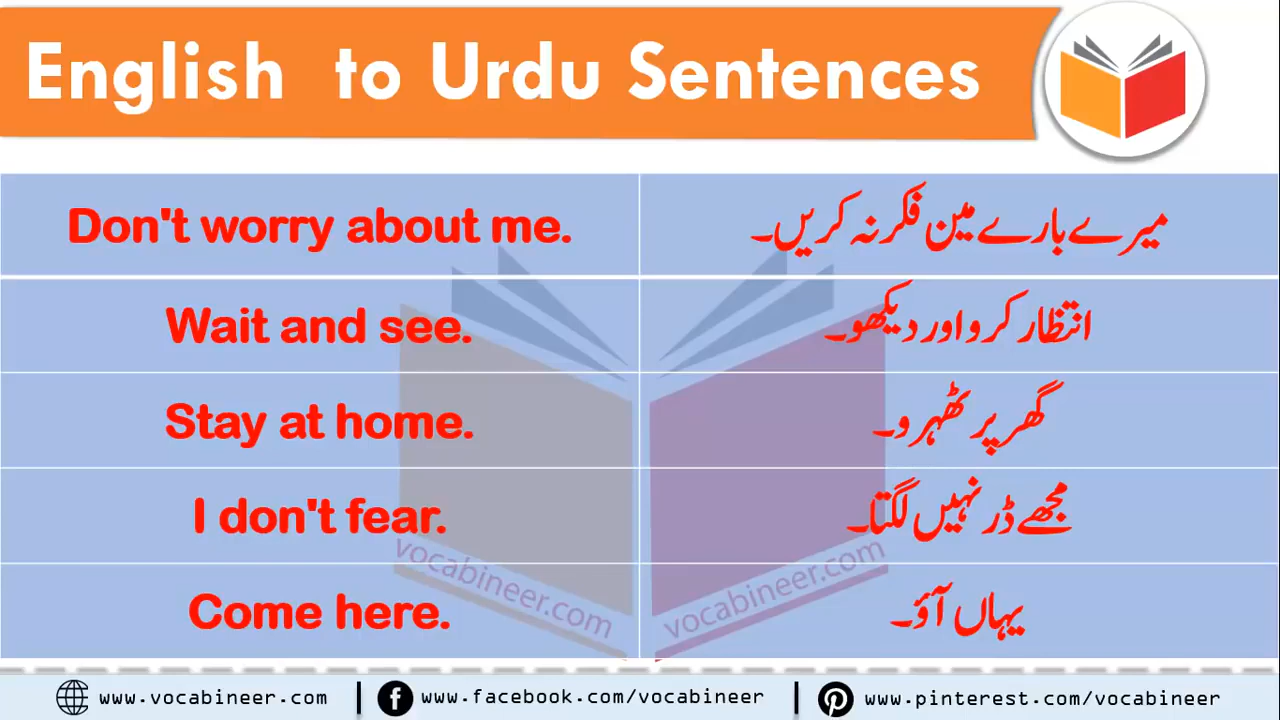 English to Urdu Sentences
Don't worry about me.
میرے بارے مین فکر نہ کریں۔
Wait and see.
انتظار کرو اور دیکھو۔
Stay at home.
گھر پر ٹھہرو۔
I don't fear.
مجھے ڈر نہیں لگتا۔
Come here.
یہاں آؤ۔
vocabineer.com
vocabineer.com
www.vocabineer.com | www.facebook.com/vocabineer | www.pinterest.com/vocabineer